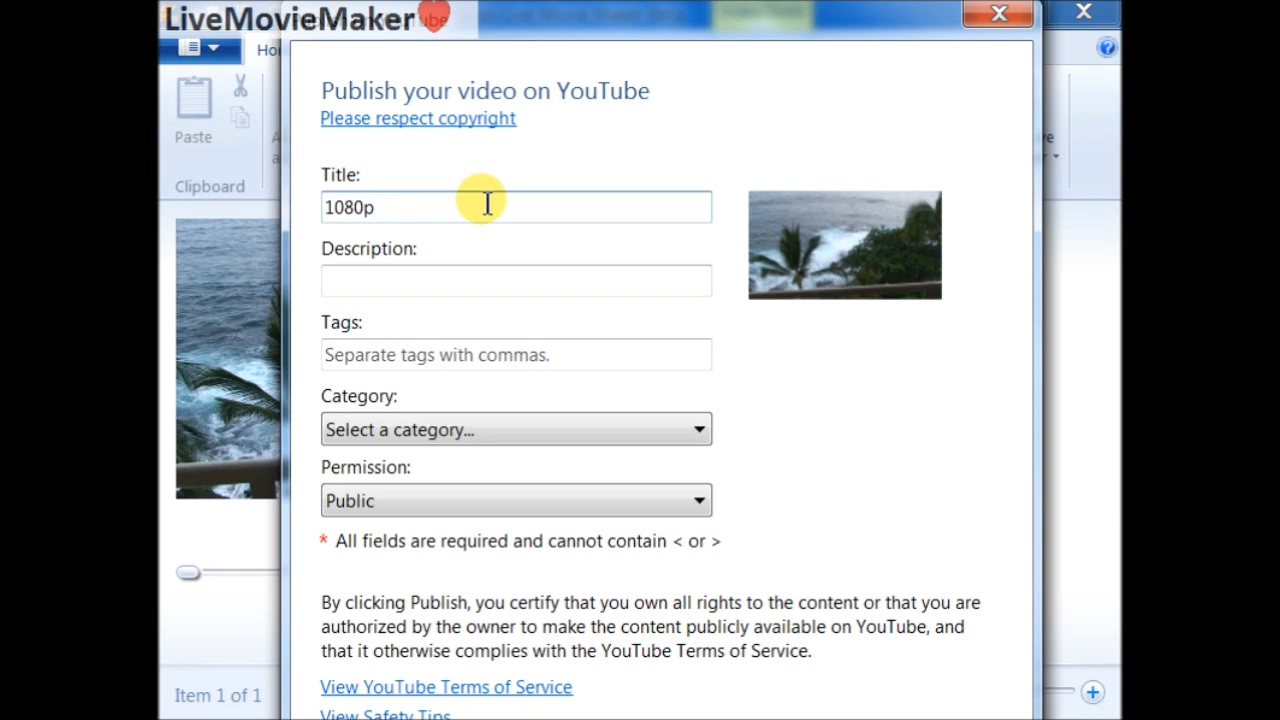 LiveMovieMaker
Publish your video on YouTube
Please respect copyright
Paste
Clipboard
Title:
1080p
Description:
Tags:
Separate tags with commas.
Category:
Select a category...
Permission:
Public
* All fields are required and cannot contain < or >
By clicking Publish, you certify that you own all rights to the content or that you are
authorized by the owner to make the content publicly available on YouTube, and
that it otherwise complies with the YouTube Terms of Service.
View YouTube Terms of Service
View Safety Tips
Item 1 of 1